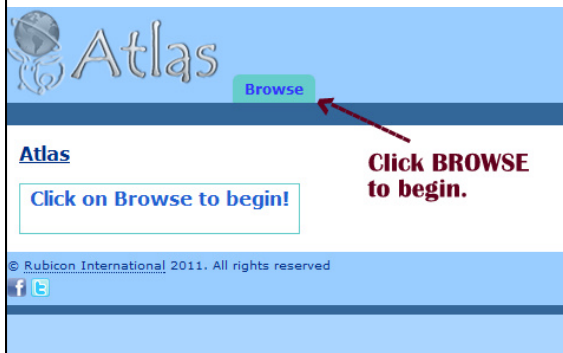 Atlas
Browse
Atlas
Click BROWSE
to begin.
Click on Browse to begin!
© Rubicon International 2011. All rights reserved
f t